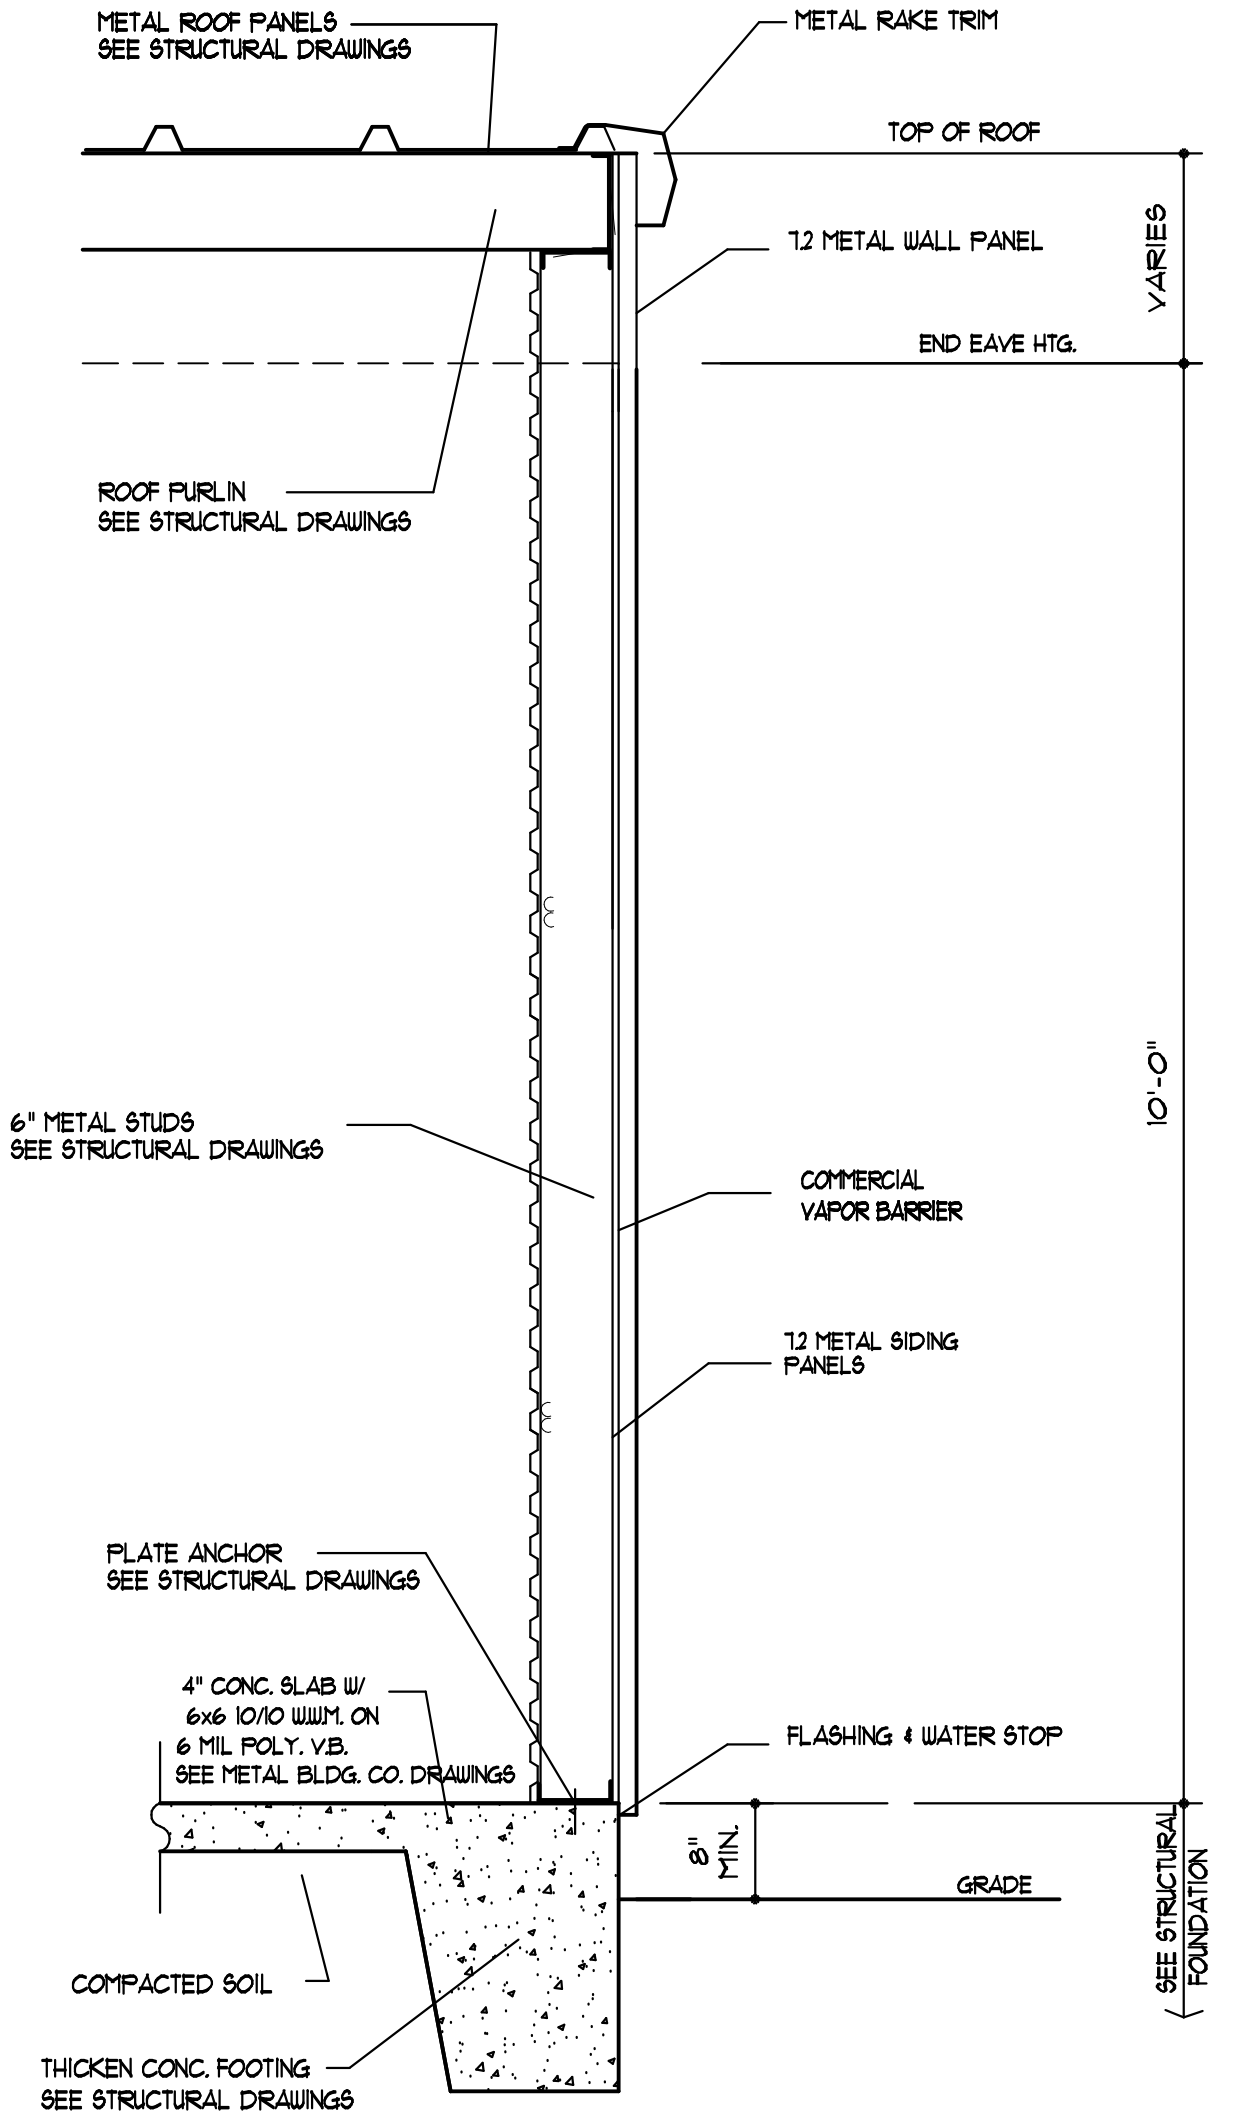 METAL ROOF PANELS
SEE STRUCTURAL DRAWINGS
METAL RAKE TRIM
TOP OF ROOF
VARIES
7.2 METAL WALL PANEL
END EAVE HTG.
ROOF PURLIN
SEE STRUCTURAL DRAWINGS
10'-0"
6" METAL STUDS
SEE STRUCTURAL DRAWINGS
COMMERCIAL
VAPOR BARRIER
7.2 METAL SIDING
PANELS
PLATE ANCHOR
SEE STRUCTURAL DRAWINGS
4" CONC. SLAB W/
6x6 10/10 W.W.M. ON
6 MIL POLY. V.B.
SEE METAL BLDG. CO. DRAWINGS
FLASHING & WATER STOP
8"
MIN.
GRADE
SEE STRUCTURAL
FOUNDATION
COMPACTED SOIL
THICKEN CONC. FOOTING
SEE STRUCTURAL DRAWINGS